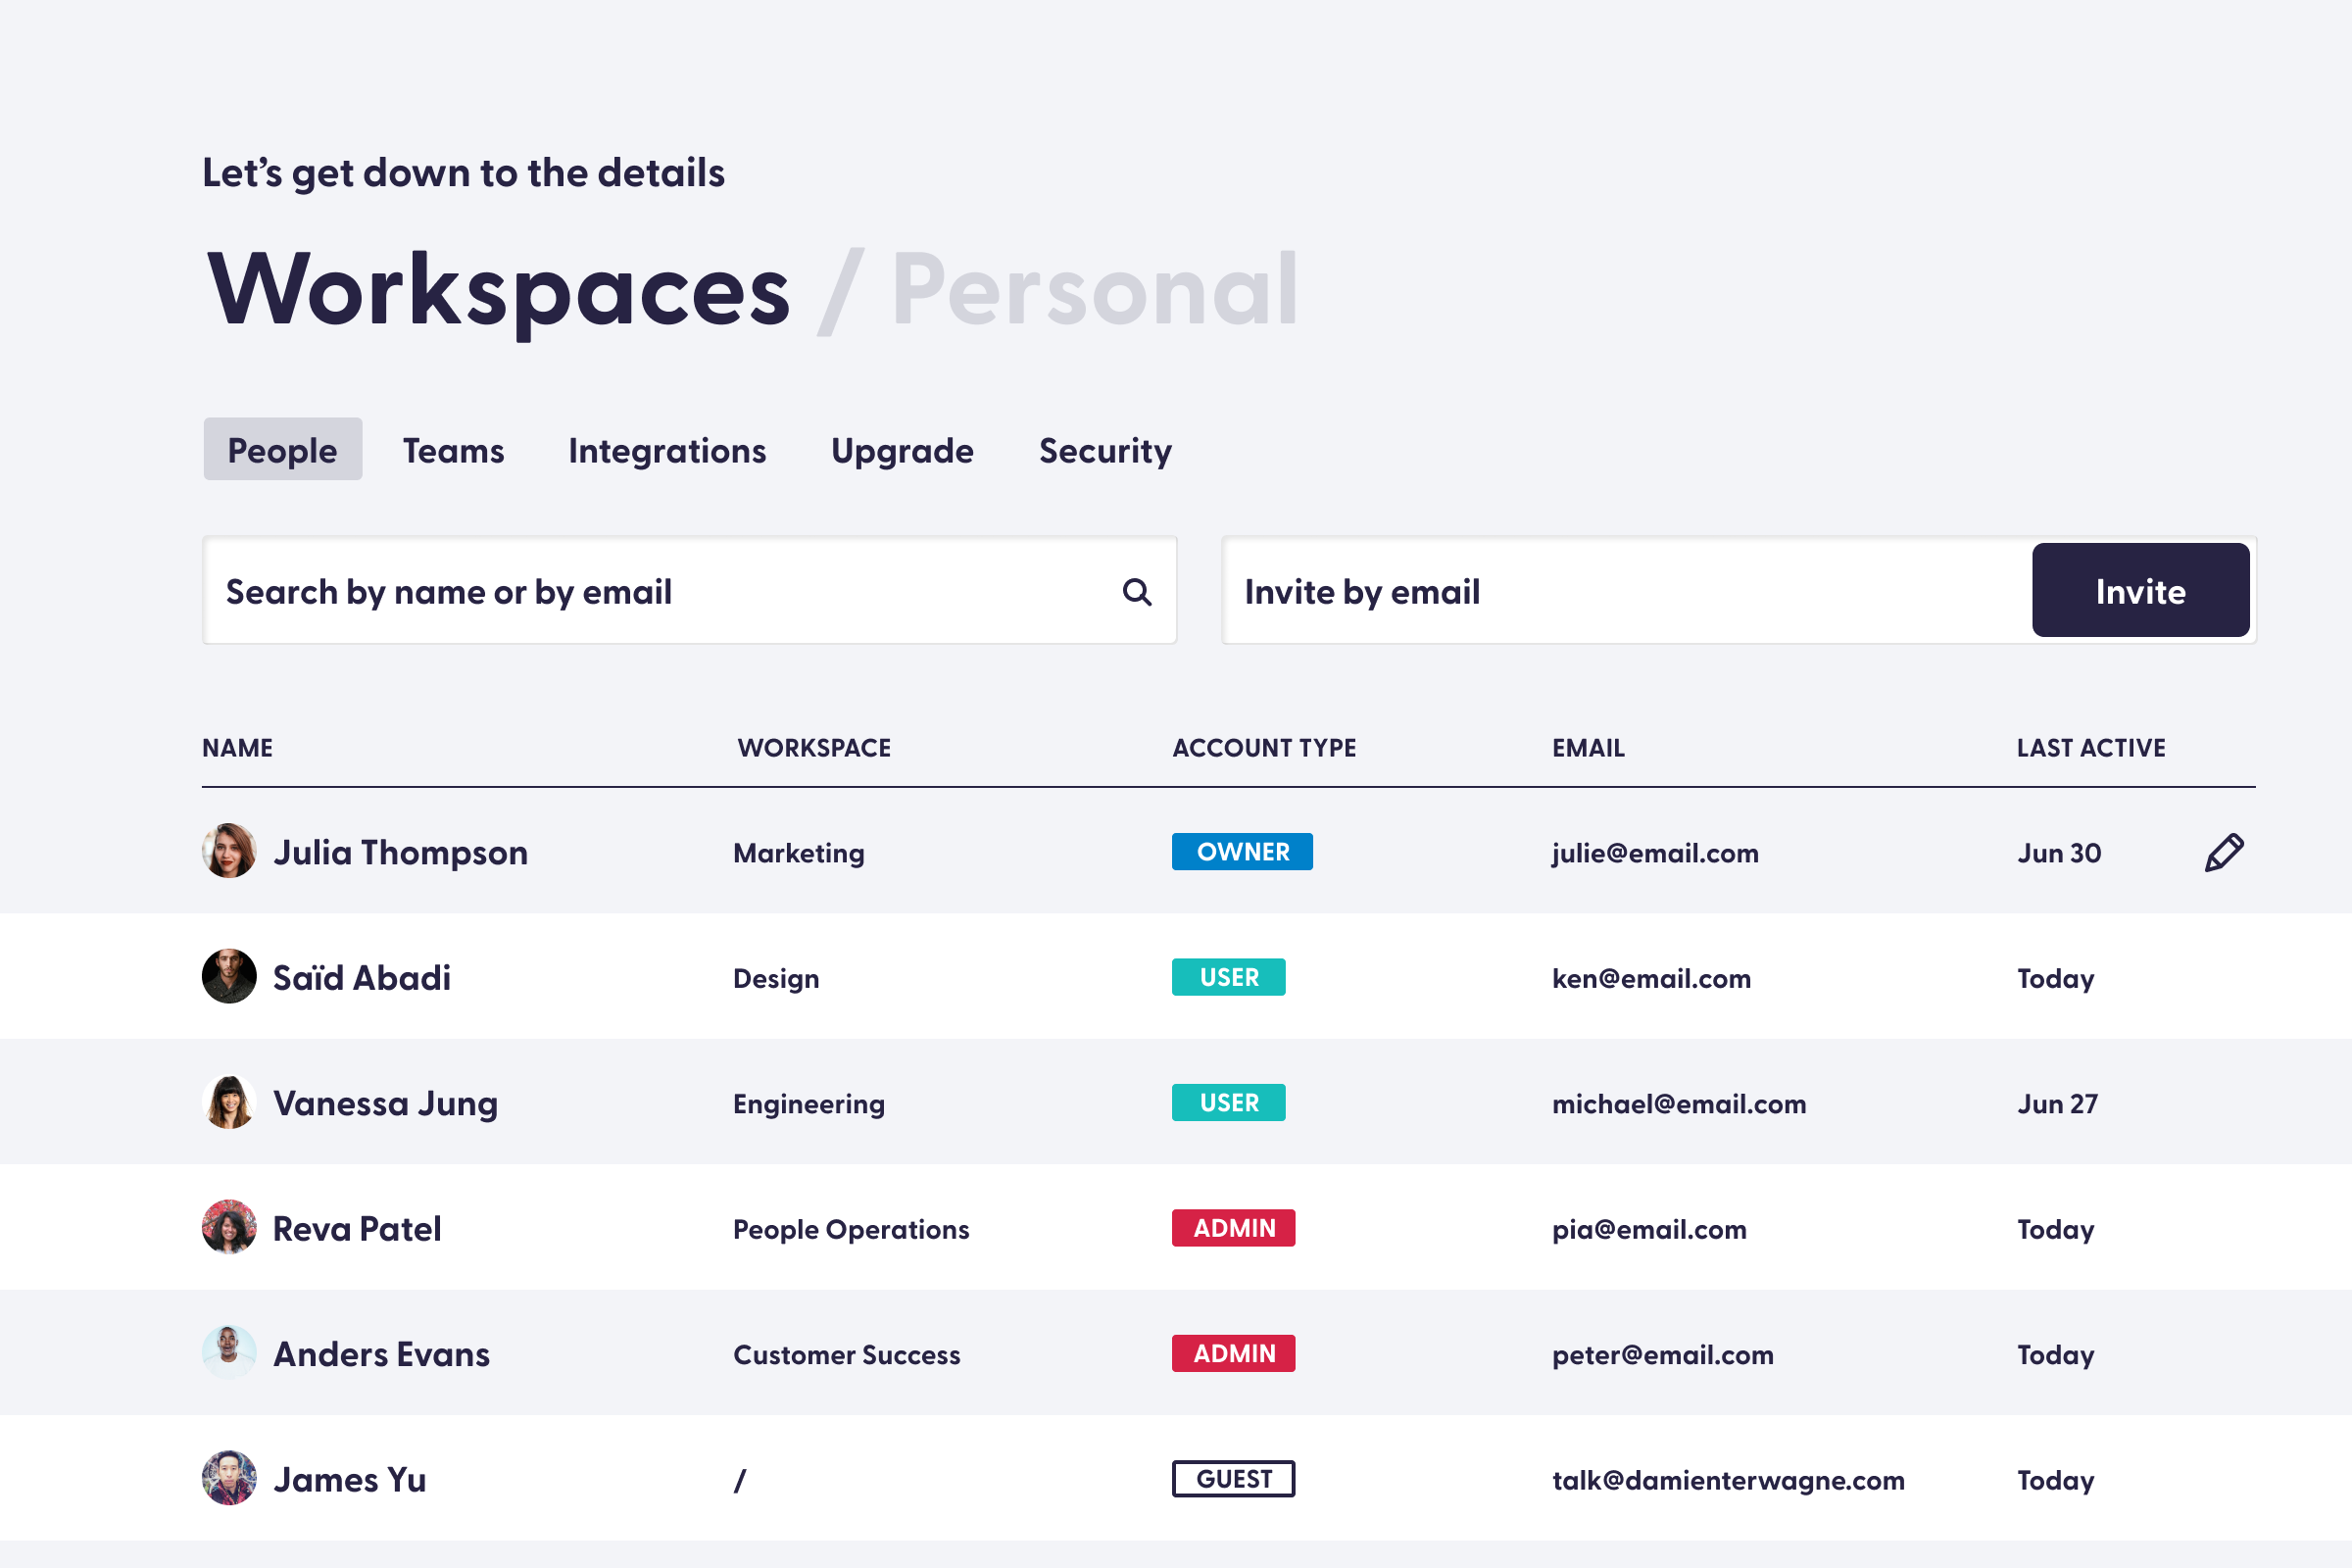 Let’s get down to the details
Workspaces / Personal
People Teams Integrations Upgrade Security
Search by name or by email Invite by email Invite
NAME WORKSPACE ACCOUNT TYPE EMAIL LAST ACTIVE
Julia Thompson Marketing OWNER julie@email.com Jun 30
Saïd Abadi Design USER ken@email.com Today
Vanessa Jung Engineering USER michael@email.com Jun 27
Reva Patel People Operations ADMIN pia@email.com Today
Anders Evans Customer Success ADMIN peter@email.com Today
James Yu / GUEST talk@damienterwagne.com Today